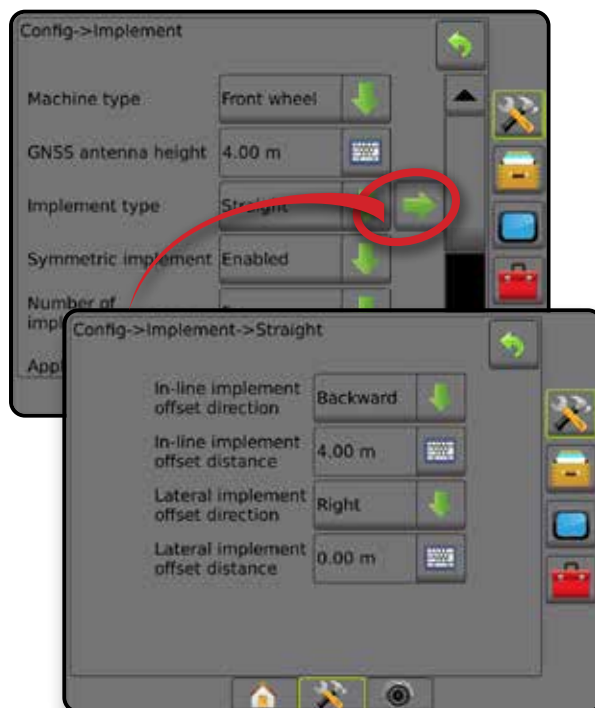 Config->Implement
Machine type Front wheel
GNSS antenna height 4.00 m
Implement type Straight
Symmetric implement Enabled
Number of
Config->Implement->Straight
In-line implement
offset direction Backward
In-line implement
offset distance 4.00 m
Lateral implement
offset direction Right
Lateral implement
offset distance 0.00 m